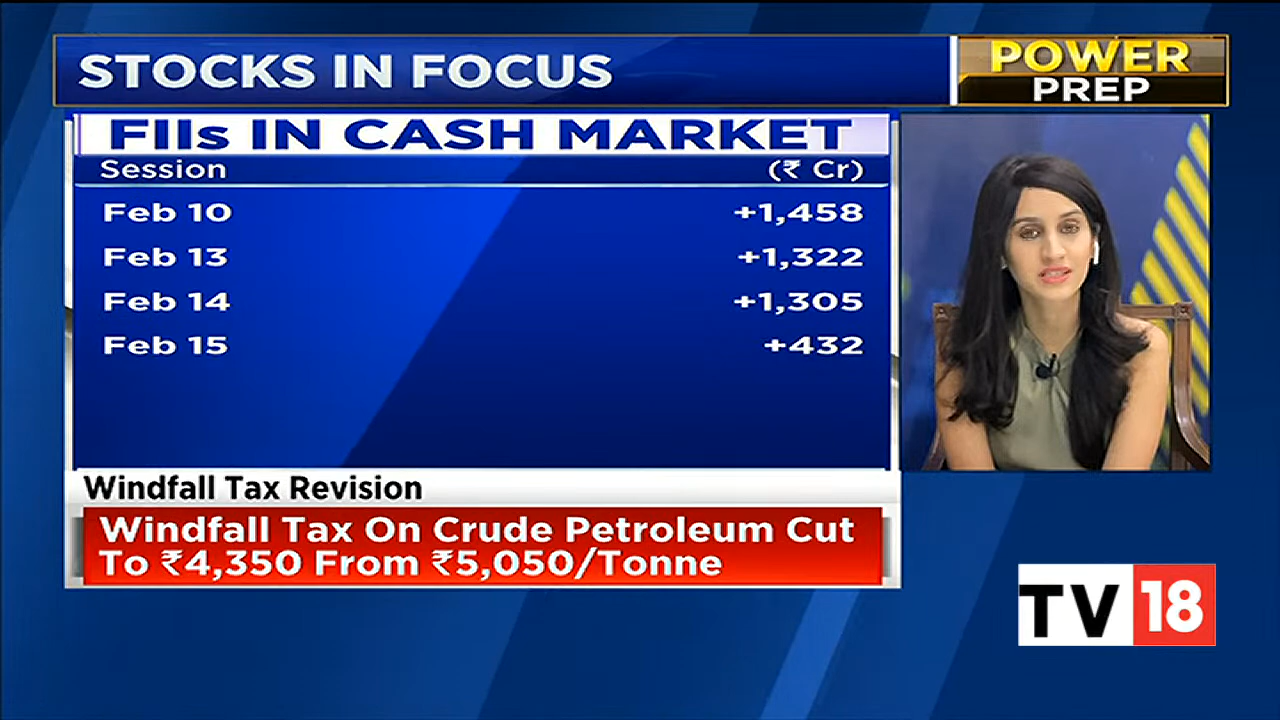 STOCKS IN FOCUS
POWER
PREP
FIIs IN CASH MARKET
Session (₹ Cr)
Feb 10 +1,458
Feb 13 +1,322
Feb 14 +1,305
Feb 15 +432
Windfall Tax Revision
Windfall Tax On Crude Petroleum Cut
To ₹4,350 From ₹5,050/Tonne
TV 18